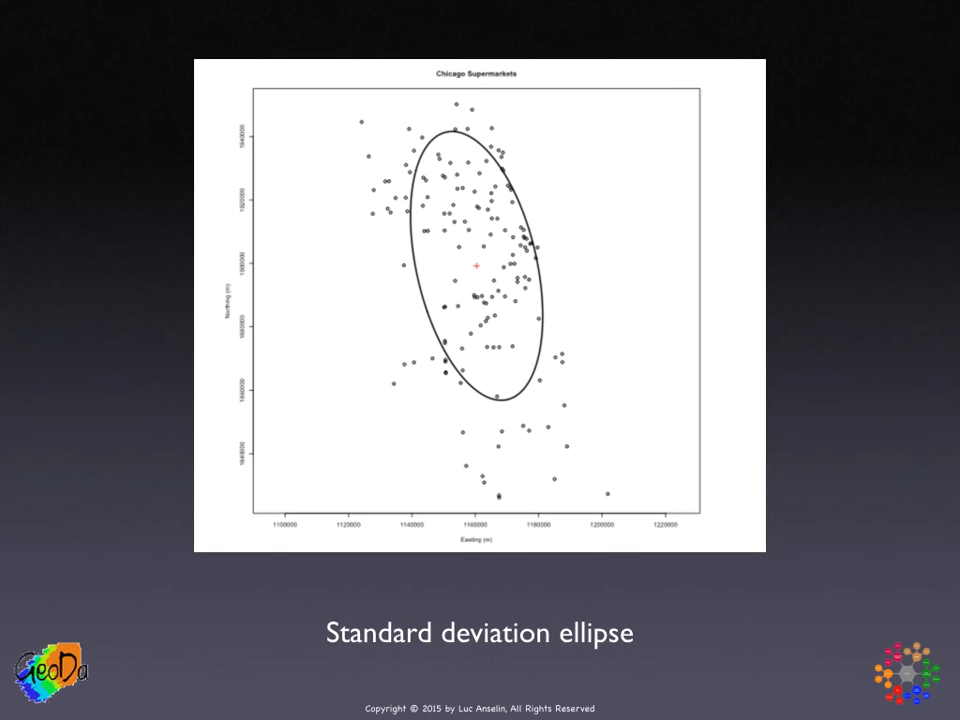 Chicago Supermarkets
1940000
1920000
1900000
1880000
1860000
1840000
Northing (m)
1100000 1120000 1140000 1160000 1180000 1200000 1220000
Easting (m)
Standard deviation ellipse
GeoDa
Copyright © 2015 by Luc Anselin, All Rights Reserved